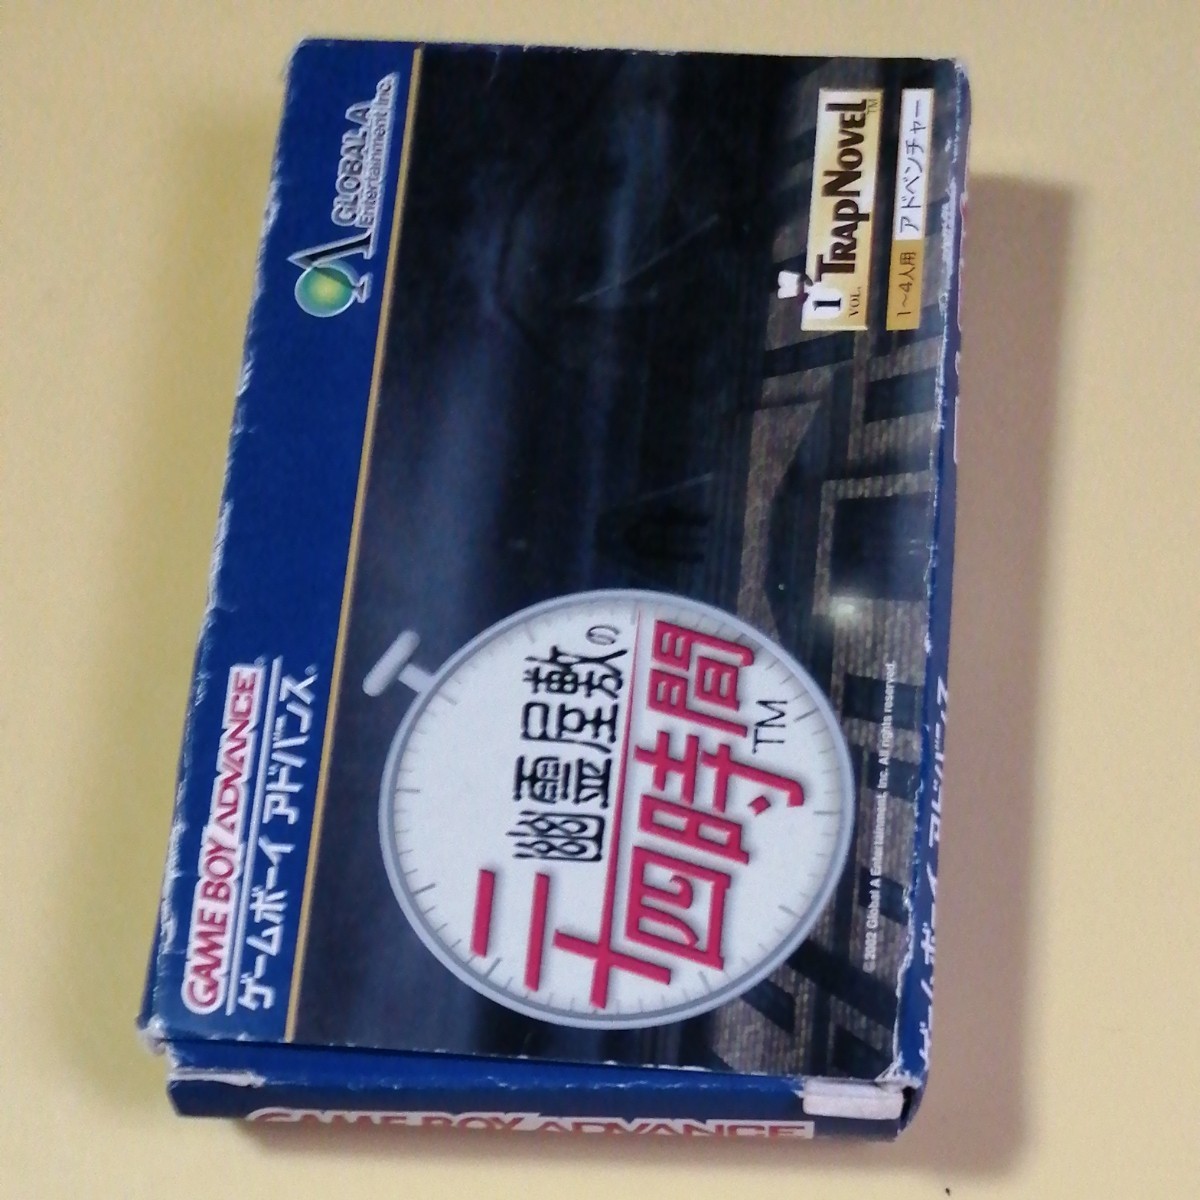 GAME BOY ADVANCE
ゲームボーイ アドバンス®
GLOBAL A
Entertainment Inc.
幽霊屋敷の
二十四時間
TM
1
VOL.
TRAP NOVEL™
1~4人用
アドベンチャー
© 2002 Global A Entertainment, Inc. All rights reserved.
GAME BOY ADVANCE